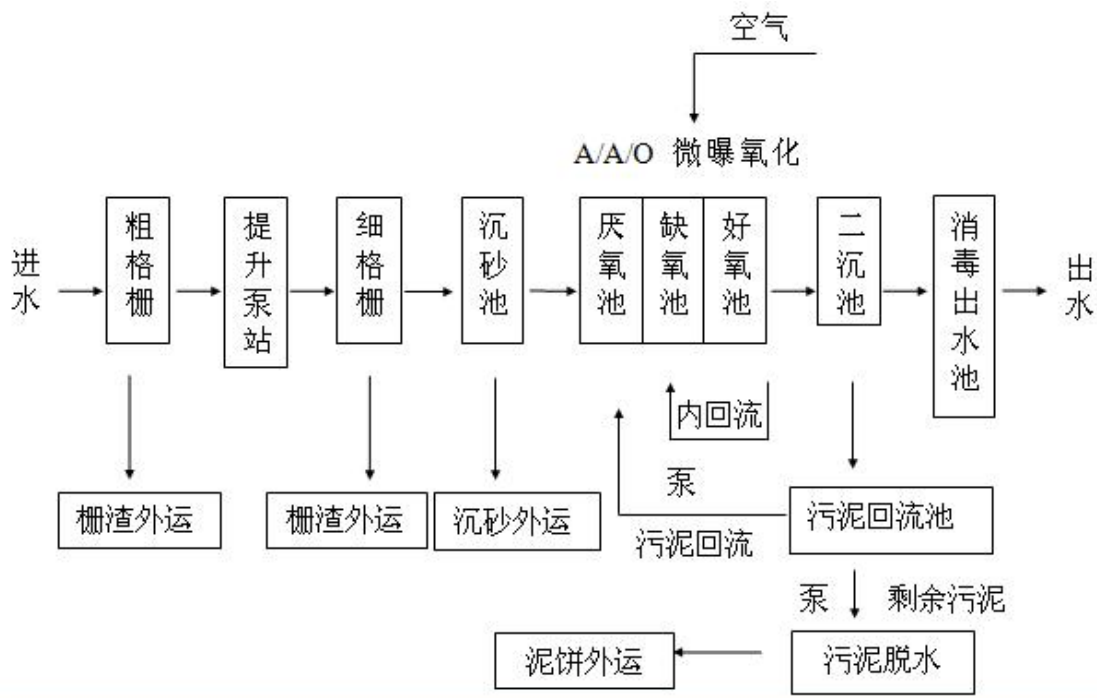 空气
A/A/O 微曝氧化
进水
粗格栅
提升泵站
细格栅
沉砂池
厌氧池
缺氧池
好氧池
二沉池
消毒出水池
出水
内回流
泵
栅渣外运
栅渣外运
沉砂外运
污泥回流
污泥回流池
泵
剩余污泥
泥饼外运
污泥脱水